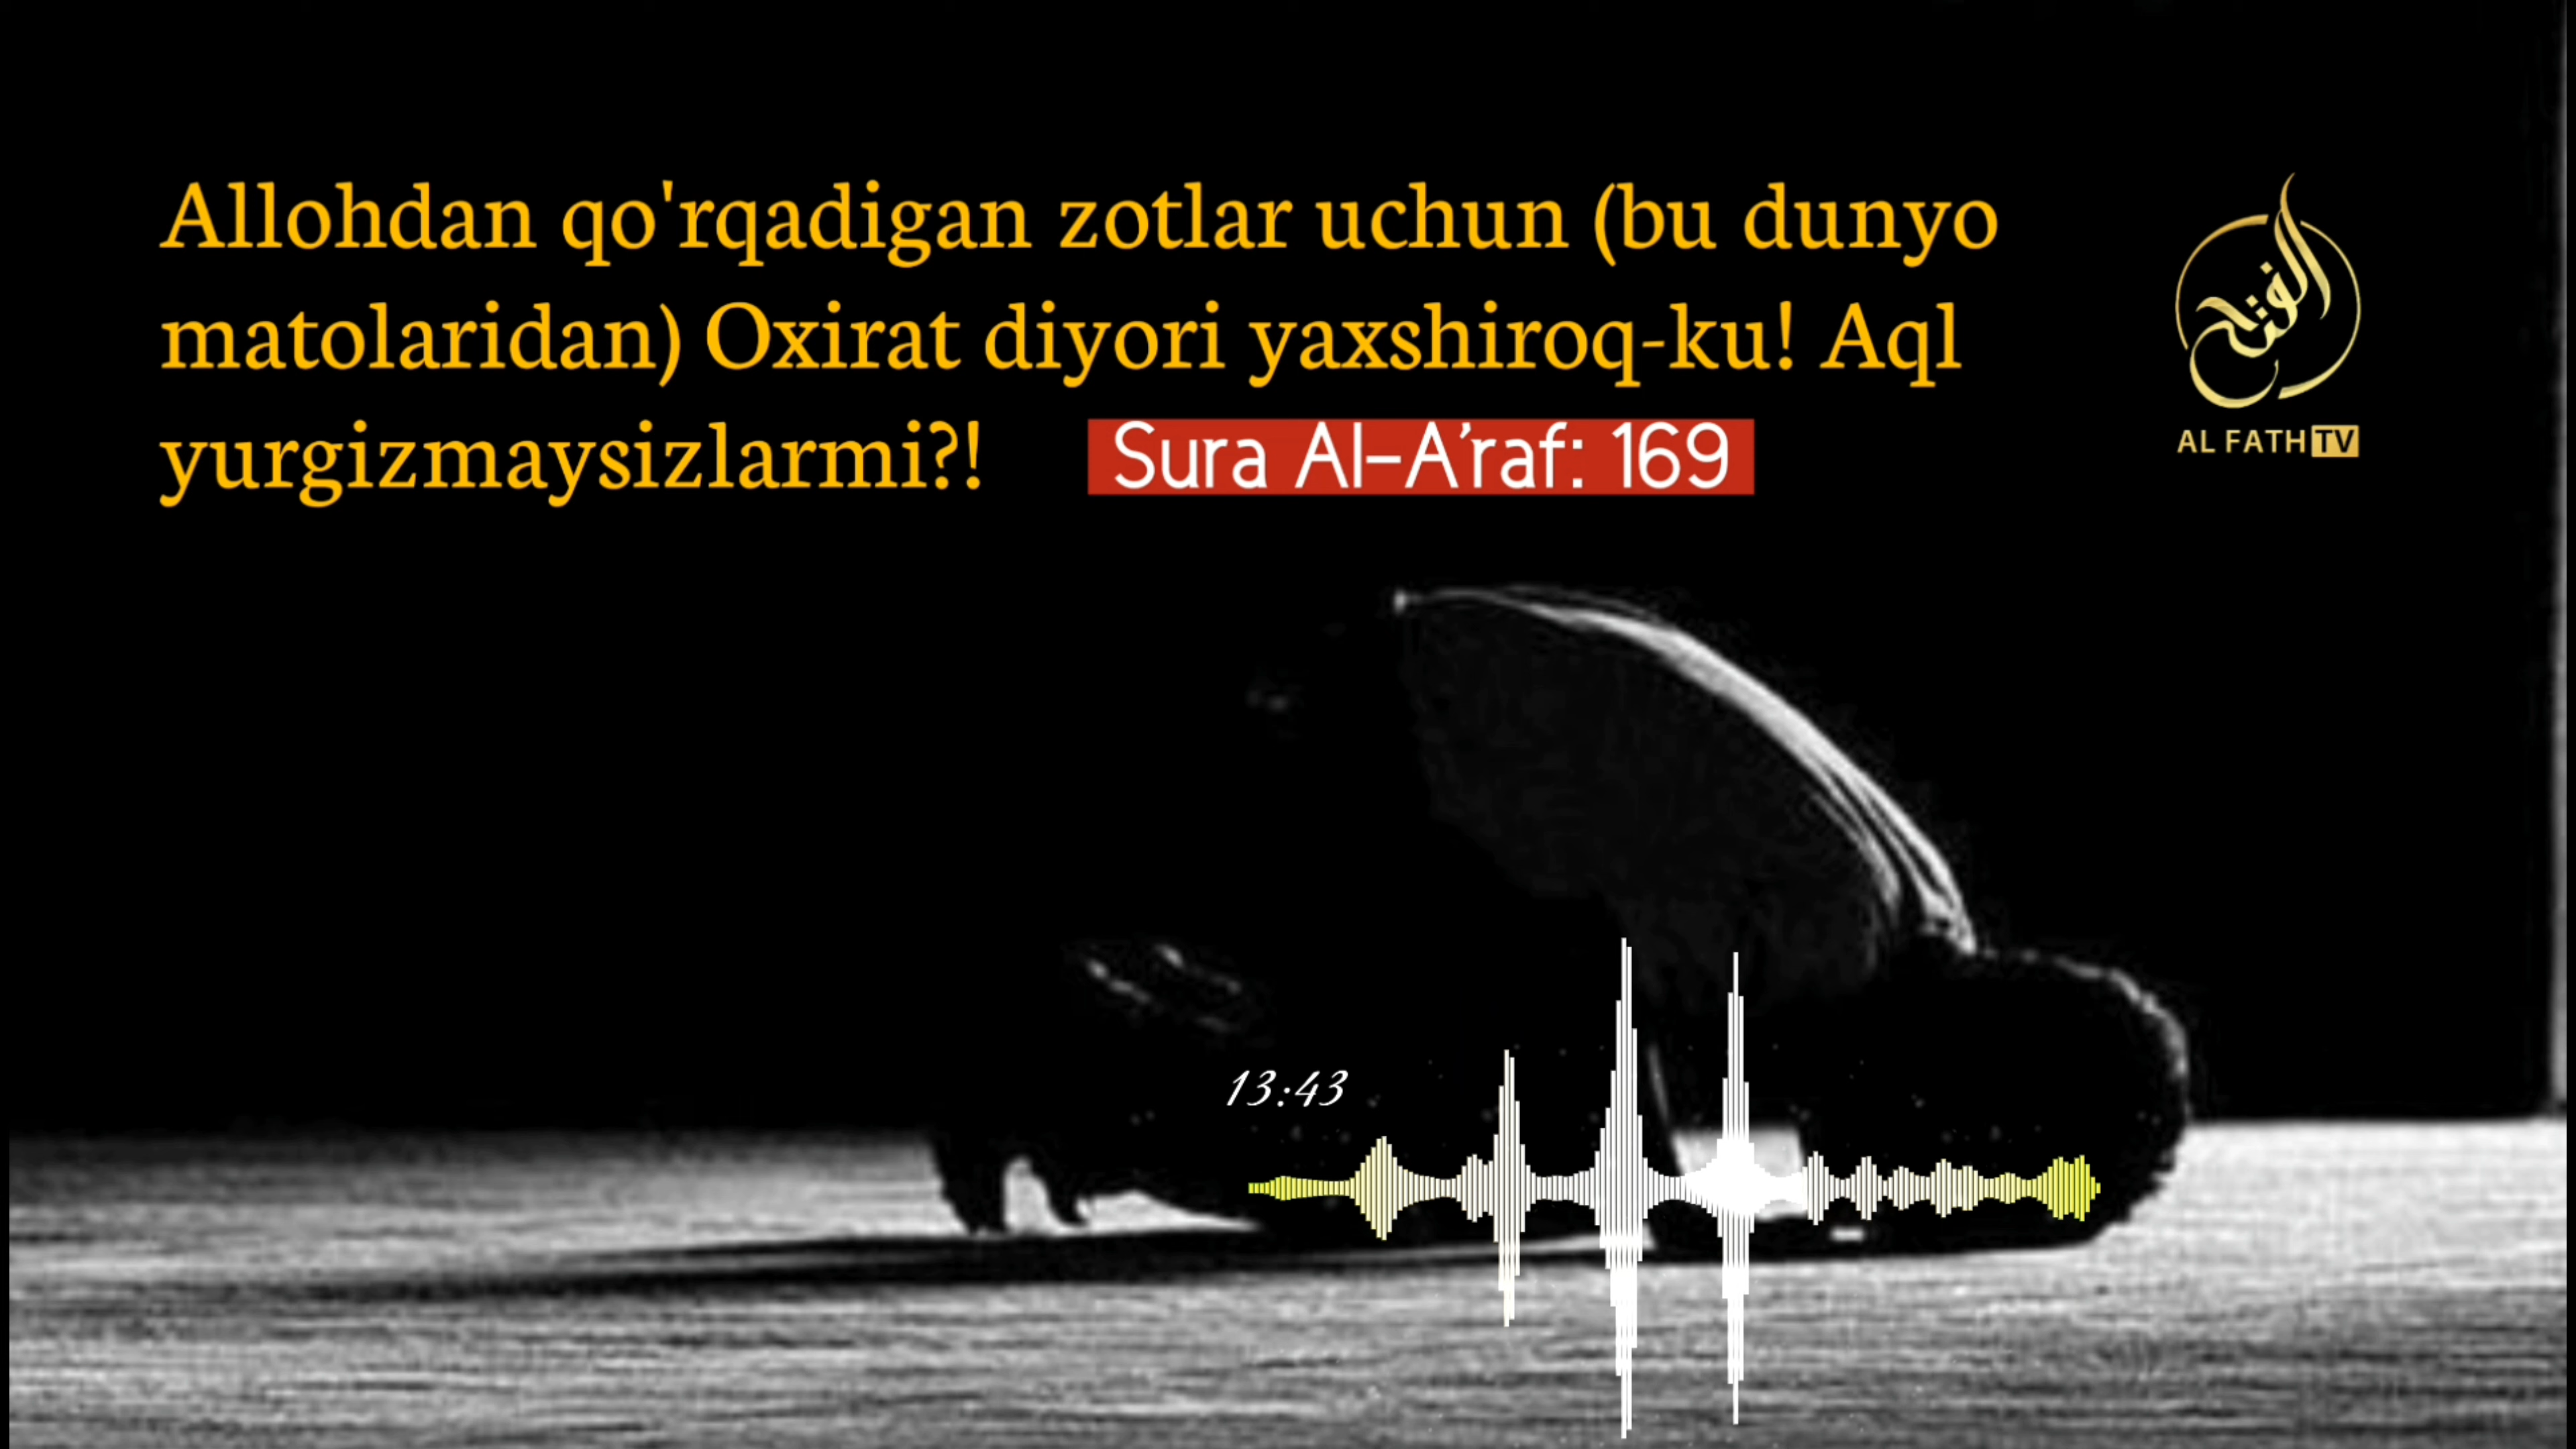 Allohdan qo'rqadigan zotlar uchun (bu dunyo
matolaridan) Oxirat diyori yaxshiroq-ku! Aql
yurgizmaysizlarmi?! Sura Al-A’raf: 169
الفتح
AL FATH TV
13:43